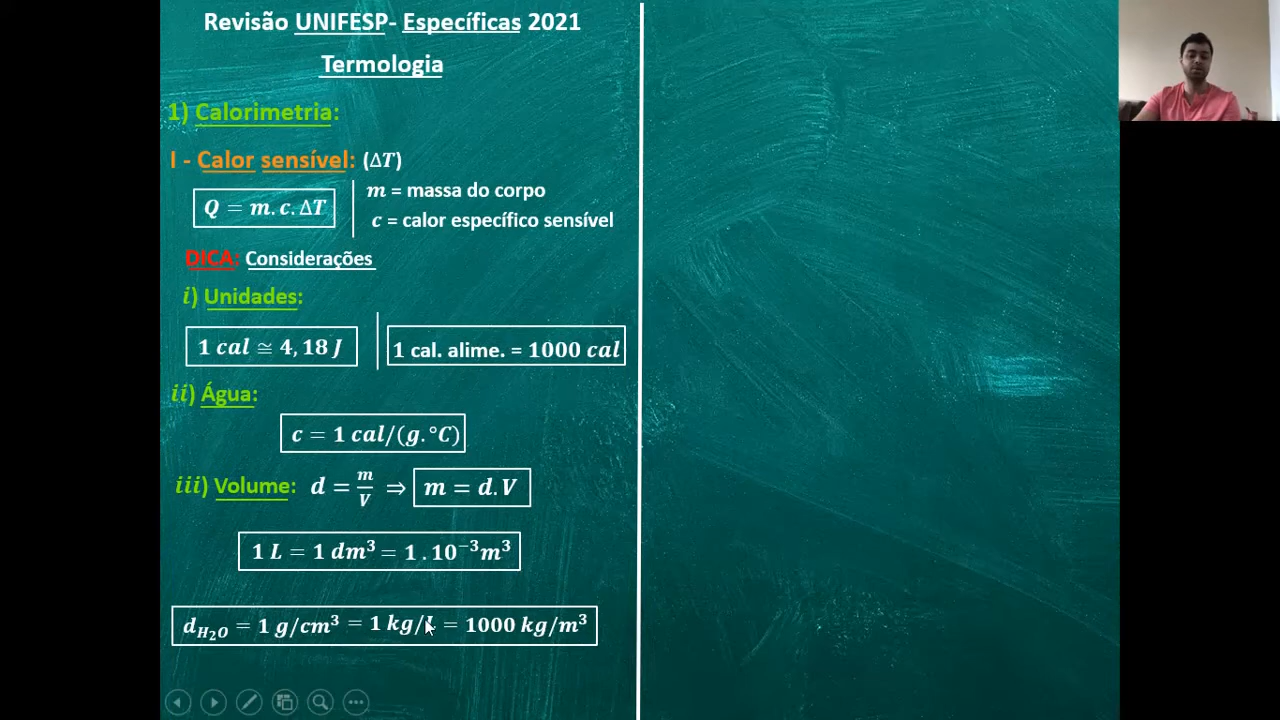 Revisão UNIFESP- Específicas 2021
Termologia
1) Calorimetria:
I - Calor sensível: (ΔT)
Q = m.c.ΔT
m = massa do corpo
c = calor específico sensível
DICA: Considerações
i) Unidades:
1 cal ≅ 4,18 J
1 cal. alime. = 1000 cal
ii) Água:
c = 1 cal/(g.°C)
iii) Volume: d = m/V ⇒ m = d.V
1 L = 1 dm³ = 1 . 10⁻³m³
d_H₂O = 1 g/cm³ = 1 kg/L = 1000 kg/m³